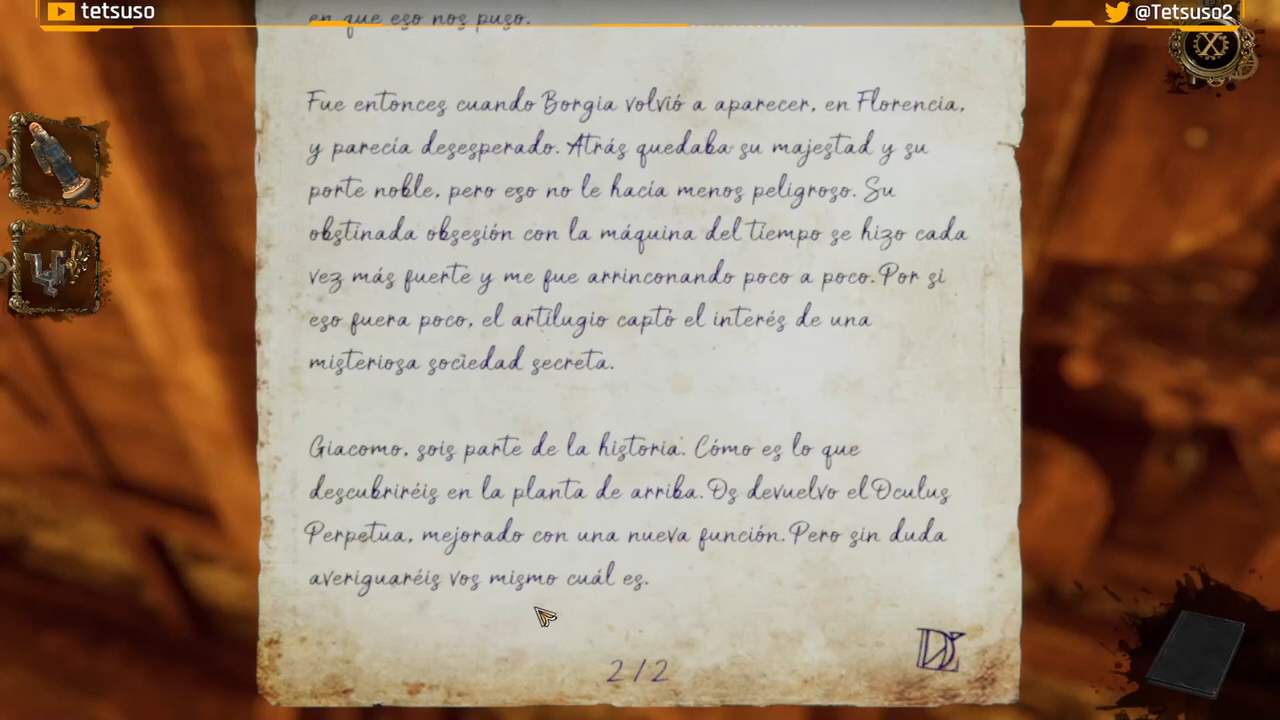 tetsuso
@Tetsuso2
en que eso nos puso.
Fue entonces cuando Borgia volvió a aparecer, en Florencia,
y parecía desesperado. Atrás quedaba su majestad y su
porte noble, pero eso no le hacía menos peligroso. Su
obstinada obsesión con la máquina del tiempo se hizo cada
vez más fuerte y me fue arrinconando poco a poco. Por si
eso fuera poco, el artilugio captó el interés de una
misteriosa sociedad secreta.
Giacomo, sois parte de la historia. Cómo es lo que
descubriréis en la planta de arriba. Os devuelvo el Oculus
Perpetua, mejorado con una nueva función. Pero sin duda
averiguaréis vos mismo cuál es.
2/2